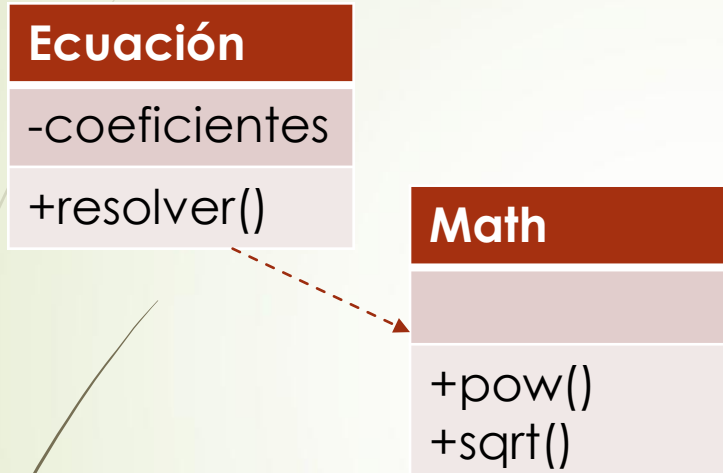 Ecuación
-coeficientes
+resolver()
Math
+pow()
+sqrt()